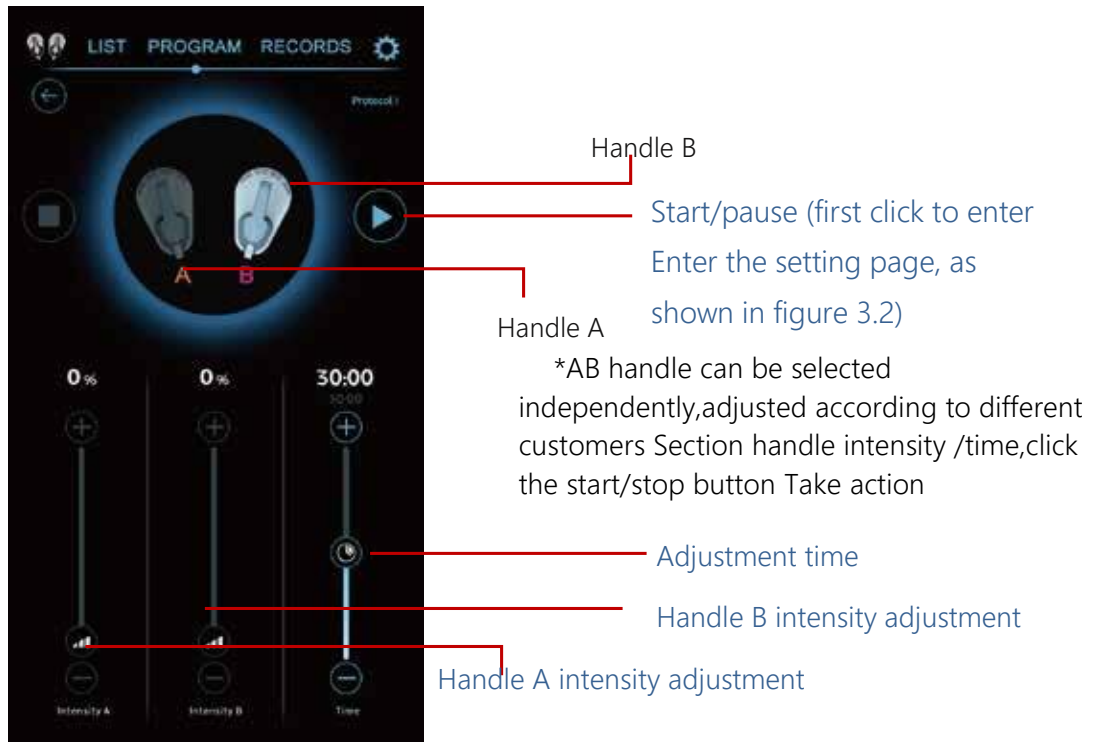 LIST PROGRAM RECORDS
Protocol1
A B
0% 0% 30:00
30:00
Intensity A Intensity B Time
Handle B
Start/pause (first click to enter
Enter the setting page, as
shown in figure 3.2)
Handle A
*AB handle can be selected
independently,adjusted according to different
customers Section handle intensity /time,click
the start/stop button Take action
Adjustment time
Handle B intensity adjustment
Handle A intensity adjustment